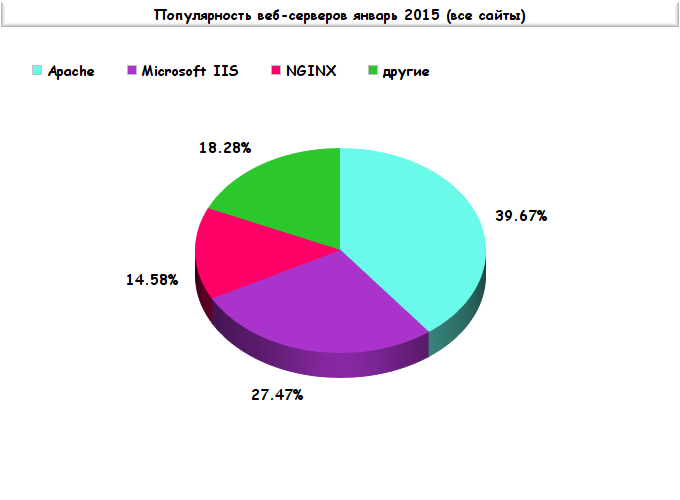 Популярность веб-серверов январь 2015 (все сайты)
Apache Microsoft IIS NGINX другие
18.28%
39.67%
14.58%
27.47%